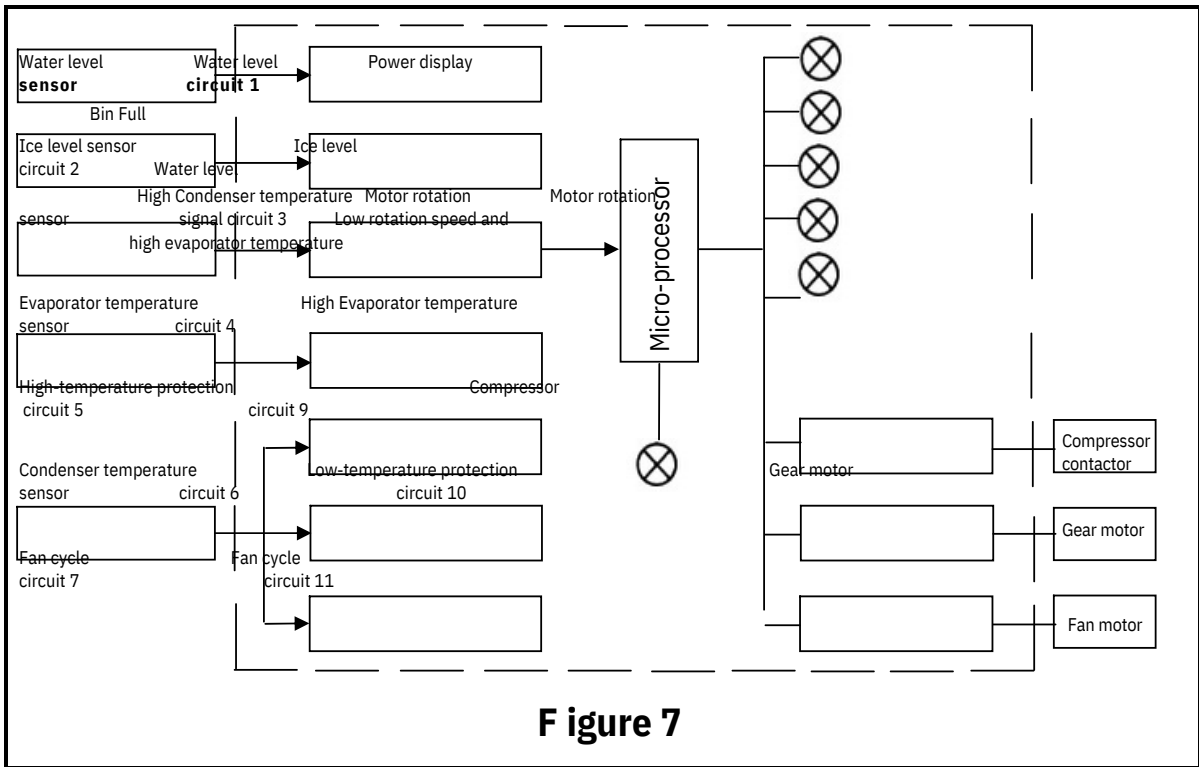 Water level Water level Power display
sensor circuit 1
Bin Full
Ice level sensor Ice level
circuit 2 Water level
High Condenser temperature Motor rotation Motor rotation
sensor signal circuit 3 Low rotation speed and
high evaporator temperature
Micro-processor
Evaporator temperature High Evaporator temperature
sensor circuit 4
High-temperature protection Compressor
circuit 5 circuit 9
Compressor
contactor
Condenser temperature Low-temperature protection Gear motor
sensor circuit 6 circuit 10
Gear motor
Fan cycle Fan cycle
circuit 7 circuit 11
Fan motor
F igure 7